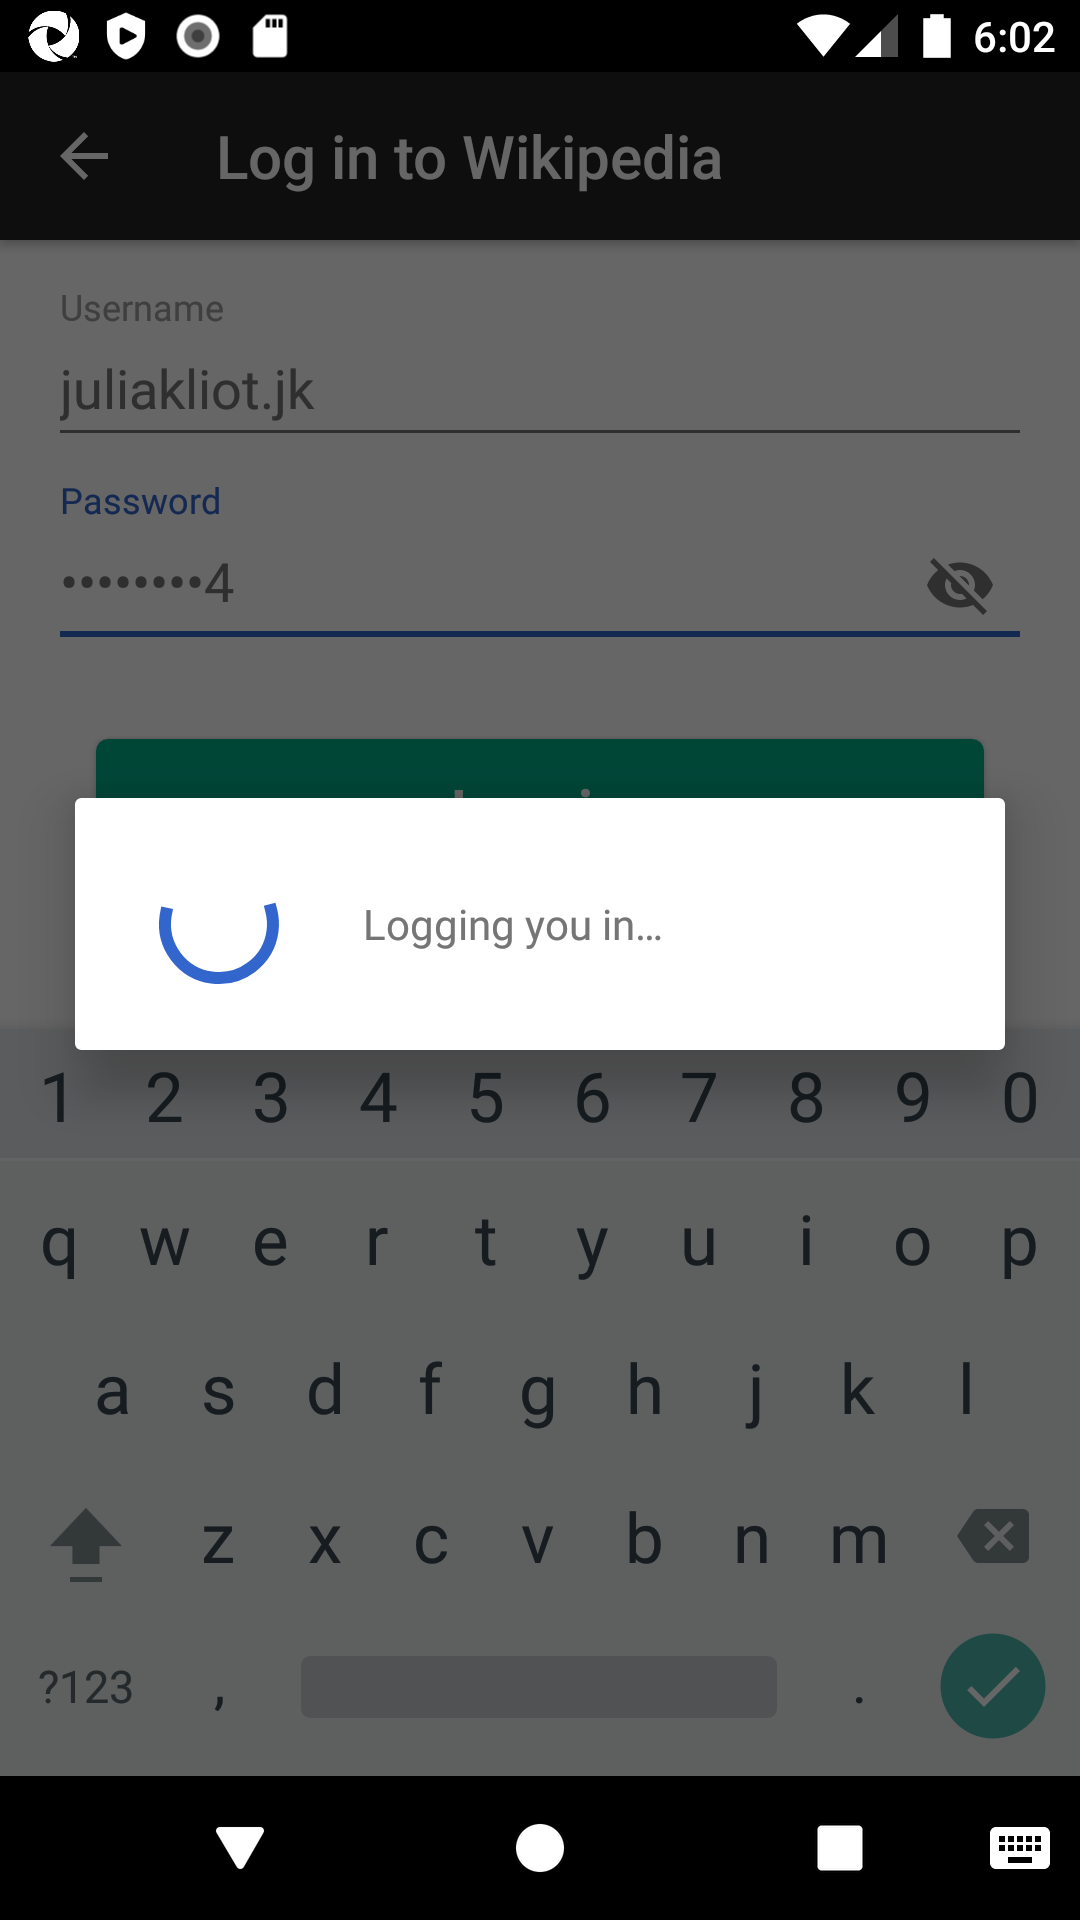 6:02
Log in to Wikipedia
Username
juliakliot.jk
Password
••••••••4
Logging you in…
1 2 3 4 5 6 7 8 9 0
q w e r t y u i o p
a s d f g h j k l
z x c v b n m
?123 , .